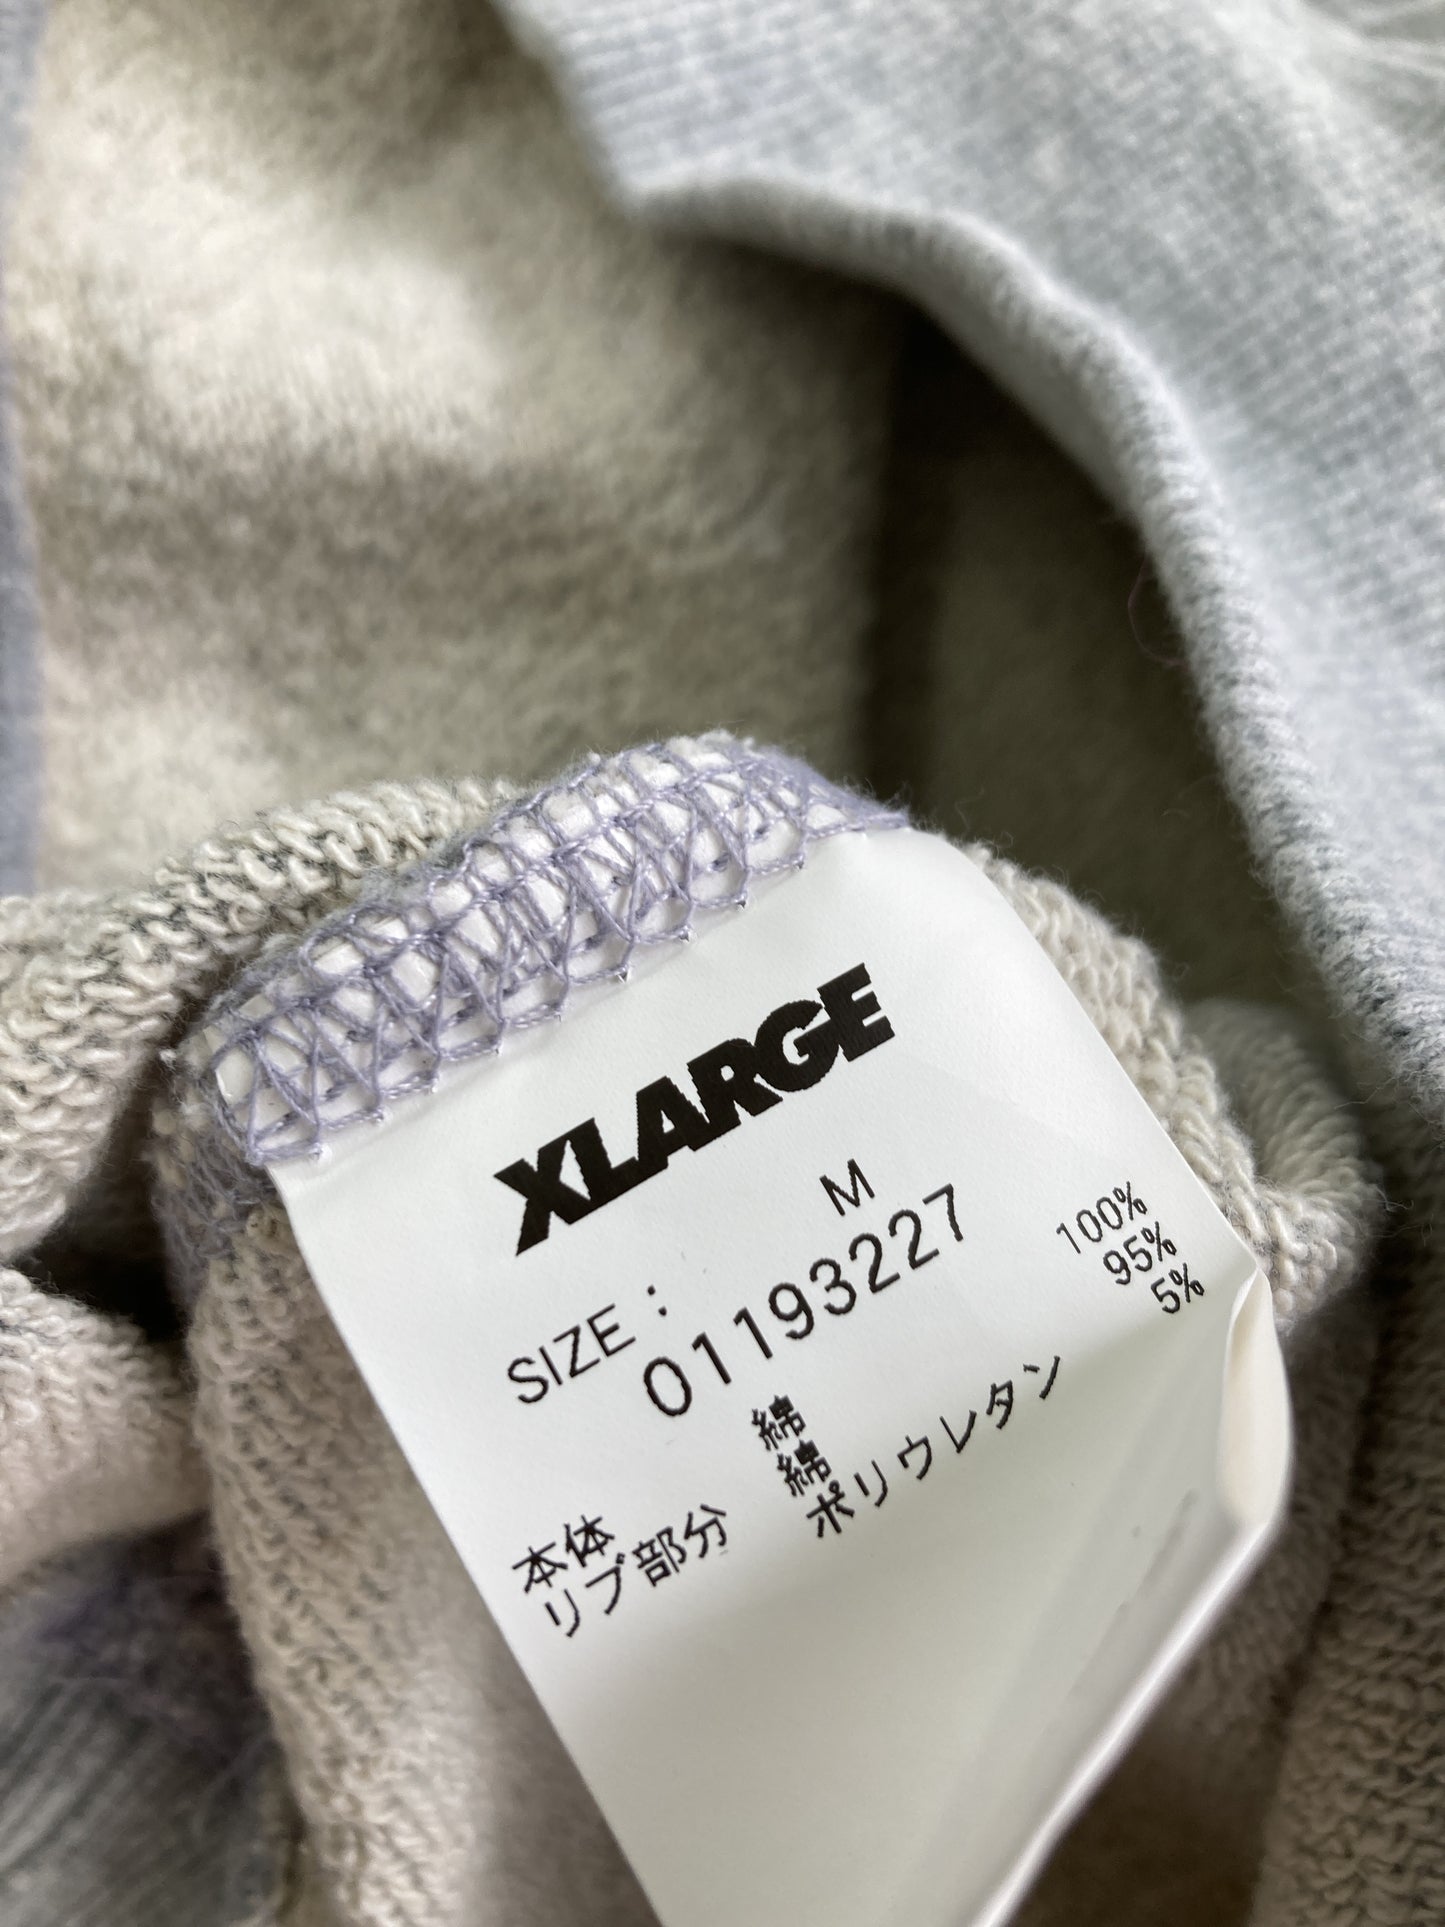 XLARGE
SIZE： M
01193227
本体 綿 100%
リブ部分 綿 95%
ポリウレタン 5%